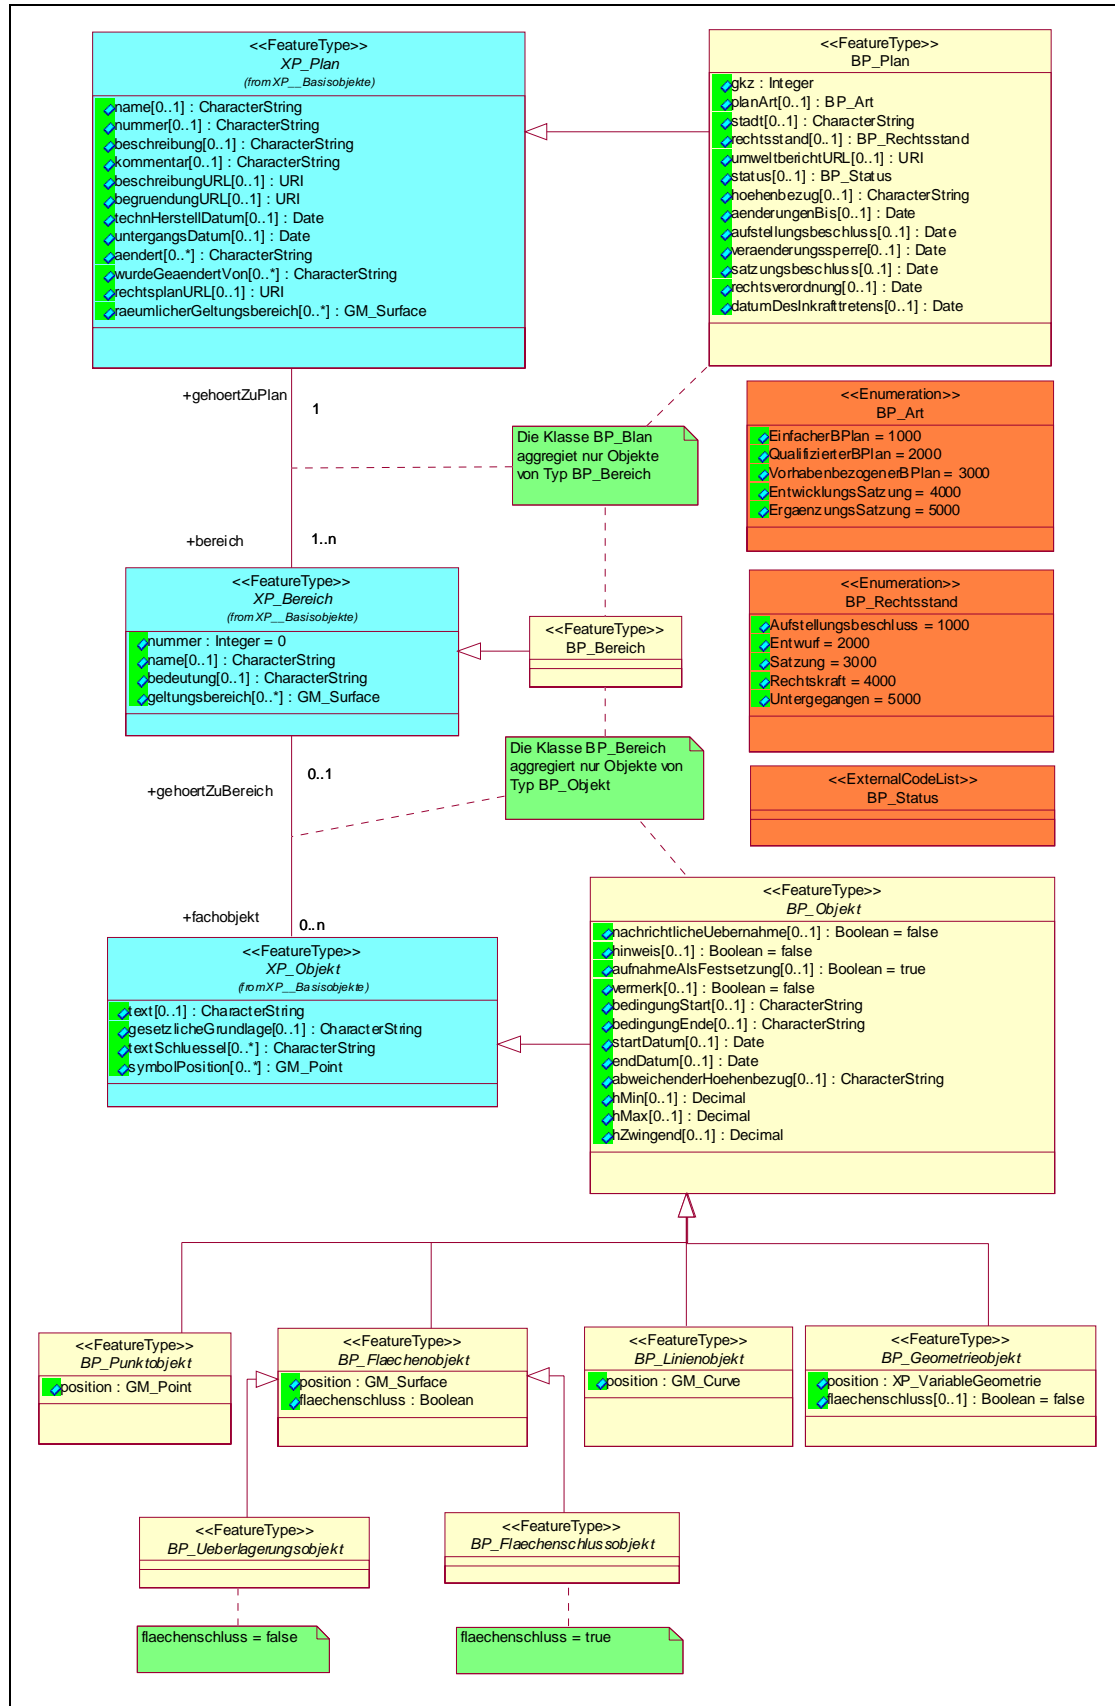 <<FeatureType>>
XP_Plan
(from XP__Basisobjekte)
name[0..1] : CharacterString
nummer[0..1] : CharacterString
beschreibung[0..1] : CharacterString
kommentar[0..1] : CharacterString
beschreibungURL[0..1] : URI
begruendungURL[0..1] : URI
technHerstellDatum[0..1] : Date
untergangsDatum[0..1] : Date
aendert[0..*] : CharacterString
wurdeGeaendertVon[0..*] : CharacterString
rechtsplanURL[0..1] : URI
raeumlicherGeltungsbereich[0..*] : GM_Surface
<<FeatureType>>
BP_Plan
gkz : Integer
planArt[0..1] : BP_Art
stadt[0..1] : CharacterString
rechtsstand[0..1] : BP_Rechtsstand
umweltberichtURL[0..1] : URI
status[0..1] : BP_Status
hoehenbezug[0..1] : CharacterString
aenderungenBis[0..1] : Date
aufstellungsbeschluss[0..1] : Date
veraenderungssperre[0..1] : Date
satzungsbeschluss[0..1] : Date
rechtsverordnung[0..1] : Date
datumDesInkrafttretens[0..1] : Date
+gehoertZuPlan
1
Die Klasse BP_Blan
aggregiet nur Objekte
von Typ BP_Bereich
<<Enumeration>>
BP_Art
EinfacherBPlan = 1000
QualifizierterBPlan = 2000
VorhabenbezogenerBPlan = 3000
EntwicklungsSatzung = 4000
ErgaenzungsSatzung = 5000
+bereich
1..n
<<FeatureType>>
XP_Bereich
(from XP__Basisobjekte)
nummer : Integer = 0
name[0..1] : CharacterString
bedeutung[0..1] : CharacterString
geltungsbereich[0..*] : GM_Surface
<<FeatureType>>
BP_Bereich
<<Enumeration>>
BP_Rechtsstand
Aufstellungsbeschluss = 1000
Entwurf = 2000
Satzung = 3000
Rechtskraft = 4000
Untergegangen = 5000
0..1
+gehoertZuBereich
Die Klasse BP_Bereich
aggregiert nur Objekte von
Typ BP_Objekt
<<ExternalCodeList>>
BP_Status
+fachobjekt
0..n
<<FeatureType>>
XP_Objekt
(from XP__Basisobjekte)
text[0..1] : CharacterString
gesetzlicheGrundlage[0..1] : CharacterString
textSchluessel[0..*] : CharacterString
symbolPosition[0..*] : GM_Point
<<FeatureType>>
BP_Objekt
nachrichtlicheUebernahme[0..1] : Boolean = false
hinweis[0..1] : Boolean = false
aufnahmeAlsFestsetzung[0..1] : Boolean = true
vermerk[0..1] : Boolean = false
bedingungStart[0..1] : CharacterString
bedingungEnde[0..1] : CharacterString
startDatum[0..1] : Date
endDatum[0..1] : Date
abweichenderHoehenbezug[0..1] : CharacterString
hMin[0..1] : Decimal
hMax[0..1] : Decimal
hZwingend[0..1] : Decimal
<<FeatureType>>
BP_Punktobjekt
position : GM_Point
<<FeatureType>>
BP_Flaechenobjekt
position : GM_Surface
flaechenschluss : Boolean
<<FeatureType>>
BP_Linienobjekt
position : GM_Curve
<<FeatureType>>
BP_Geometrieobjekt
position : XP_VariableGeometrie
flaechenschluss[0..1] : Boolean = false
<<FeatureType>>
BP_Ueberlagerungsobjekt
<<FeatureType>>
BP_Flaechenschlussobjekt
flaechenschluss = false
flaechenschluss = true